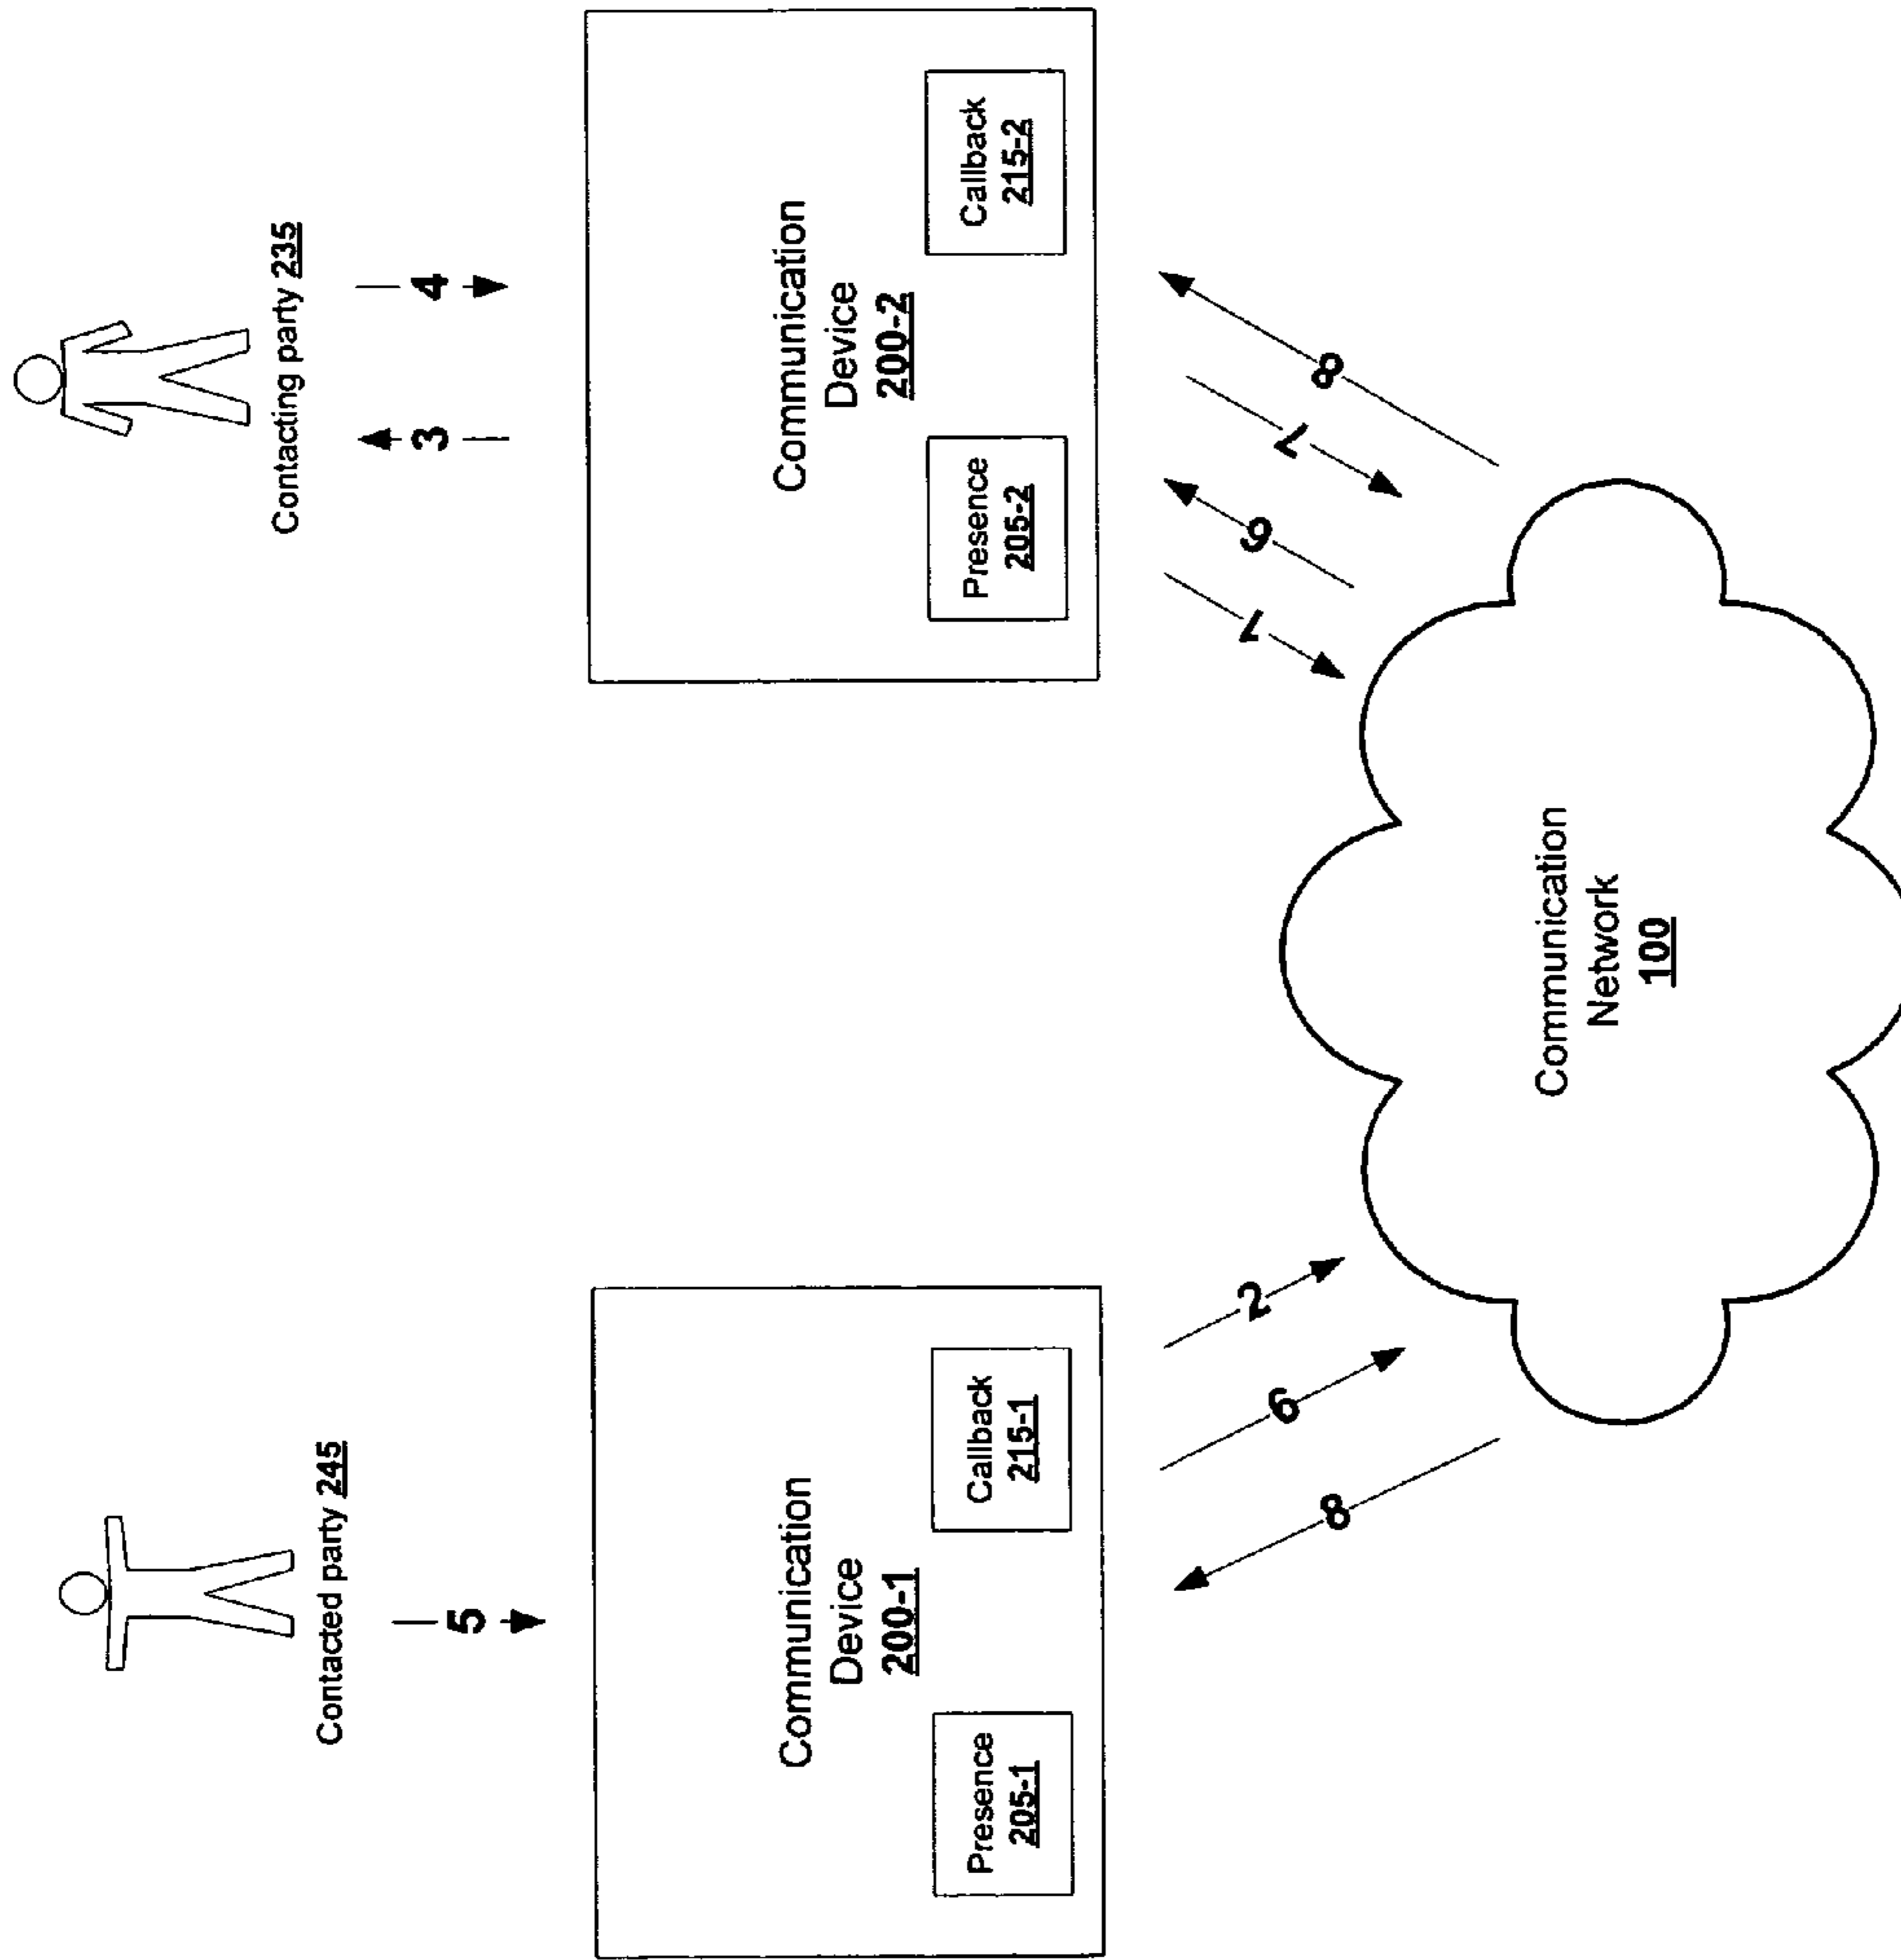 Contacted party 245
Contacting party 235
5
3
4
Communication
Device
200-1
Presence
205-1
Callback
215-1
Communication
Device
200-2
Presence
205-2
Callback
215-2
8
6
2
1
6
7
8
Communication
Network
100